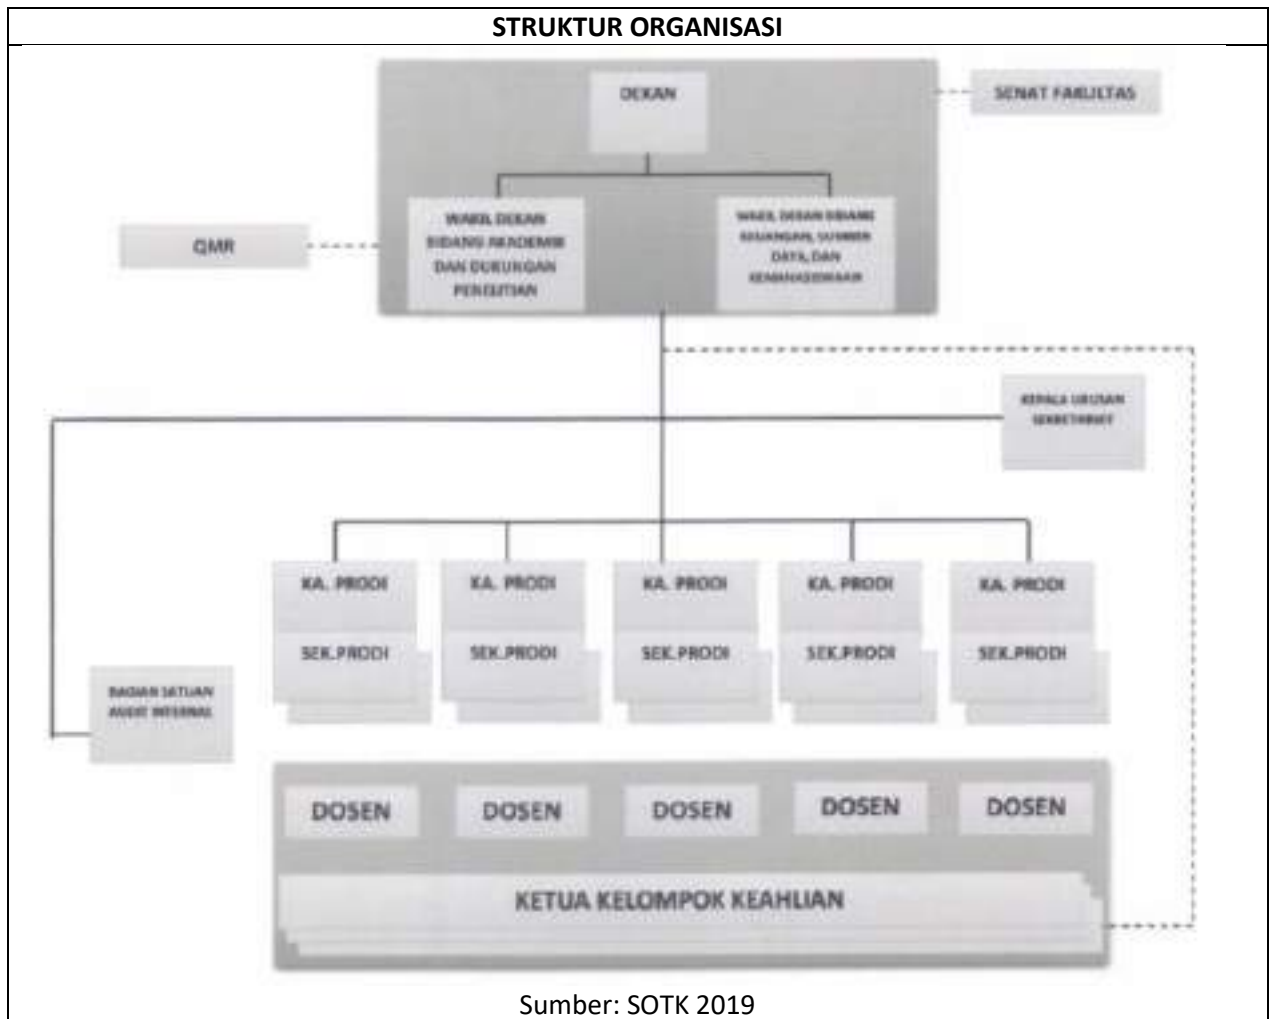 STRUKTUR ORGANISASI
DEKAN
SENAT FAKULTAS
WAKIL DEKAN
BIDANG AKADEMIK
DAN DUKUNGAN
PENELITIAN
WAKIL DEKAN BIDANG
KEUANGAN, SUMBER
DAYA, DAN
KEMAHASISWAAN
QMR
KEPALA URUSAN
SEKRETARIAT
KA. PRODI
KA. PRODI
KA. PRODI
KA. PRODI
KA. PRODI
SEK.PRODI
SEK.PRODI
SEK.PRODI
SEK.PRODI
SEK.PRODI
BAGIAN SATUAN
AUDIT INTERNAL
DOSEN
DOSEN
DOSEN
DOSEN
DOSEN
KETUA KELOMPOK KEAHLIAN
Sumber: SOTK 2019